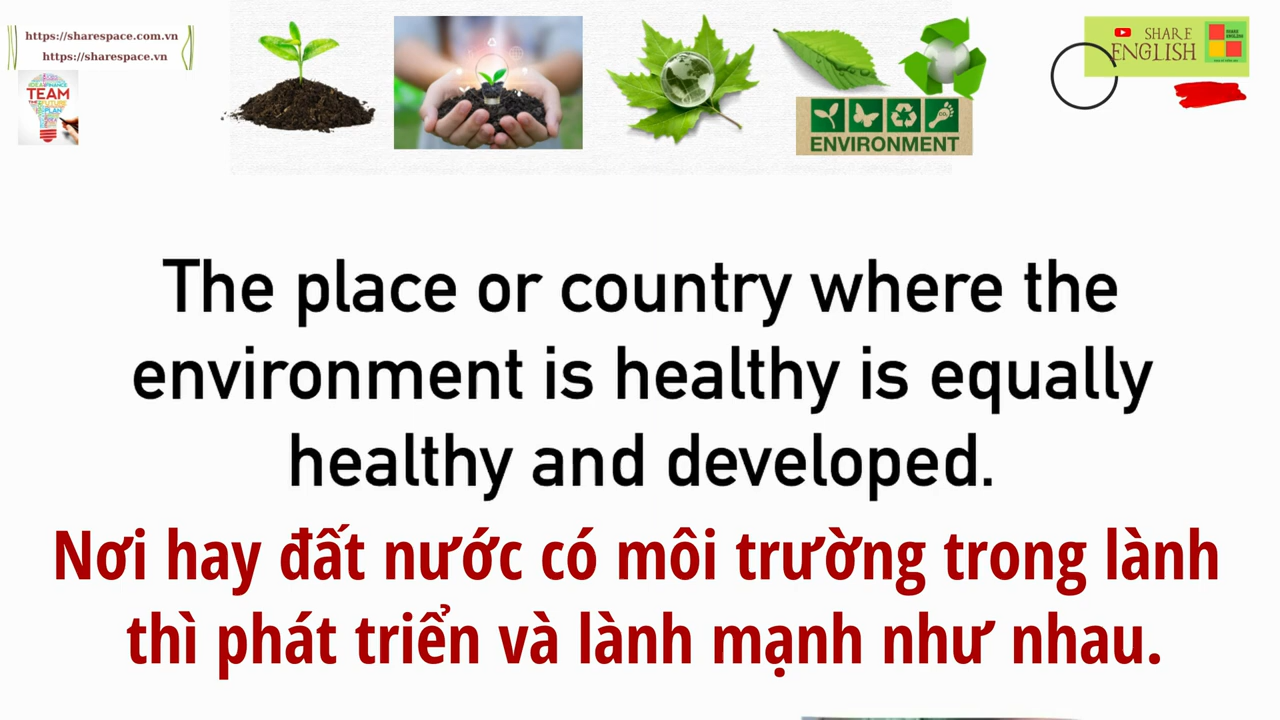 https://sharespace.com.vn
https://sharespace.vn
TEAM
PLAN
SHARE
ENGLISH
ENVIRONMENT
The place or country where the
environment is healthy is equally
healthy and developed.
Nơi hay đất nước có môi trường trong lành
thì phát triển và lành mạnh như nhau.